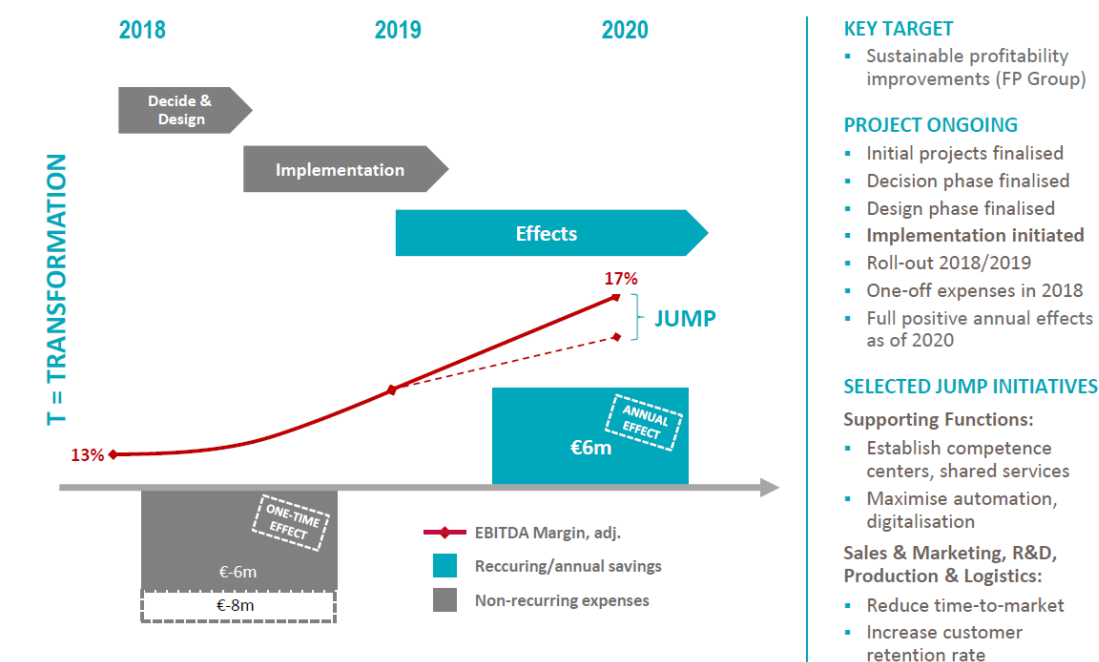 2018
2019
2020
Decide &
Design
Implementation
Effects
T = TRANSFORMATION
17%
JUMP
13%
ANNUAL
EFFECT
€6m
ONE-TIME
EFFECT
€-6m
€-8m
EBITDA Margin, adj.
Reccuring/annual savings
Non-recurring expenses
KEY TARGET
▪ Sustainable profitability
improvements (FP Group)
PROJECT ONGOING
▪ Initial projects finalised
▪ Decision phase finalised
▪ Design phase finalised
▪ Implementation initiated
▪ Roll-out 2018/2019
▪ One-off expenses in 2018
▪ Full positive annual effects
as of 2020
SELECTED JUMP INITIATIVES
Supporting Functions:
▪ Establish competence
centers, shared services
▪ Maximise automation,
digitalisation
Sales & Marketing, R&D,
Production & Logistics:
▪ Reduce time-to-market
▪ Increase customer
retention rate